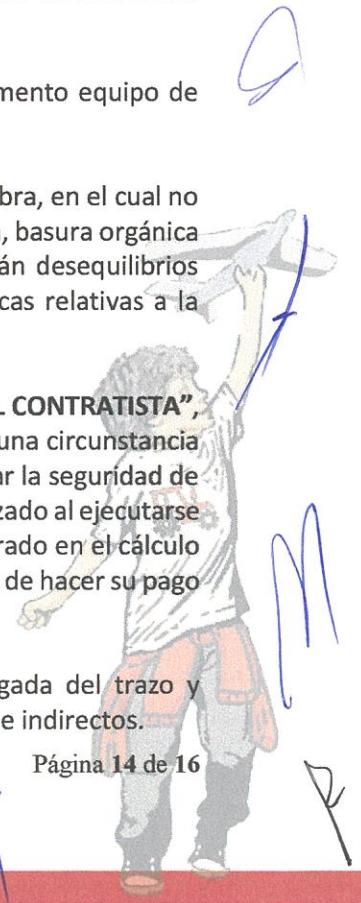 mento equipo de
bra, en el cual no
, basura orgánica
án desequilibrios
cas relativas a la
L CONTRATISTA”,
una circunstancia
ar la seguridad de
zado al ejecutarse
rado en el cálculo
de hacer su pago
gada del trazo y
e indirectos.
Página 14 de 16